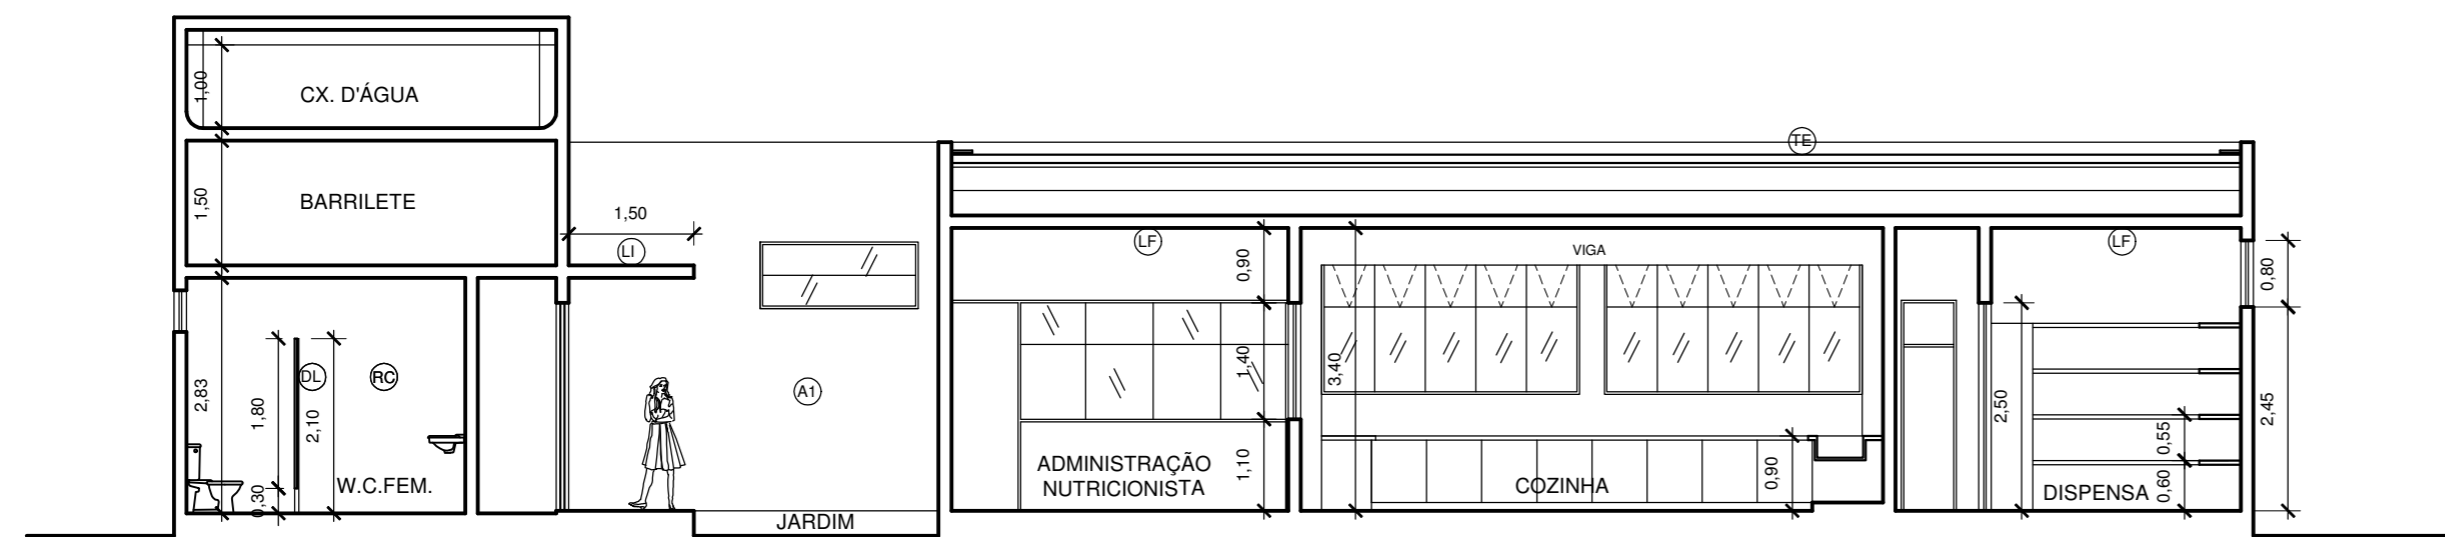 CX. D'ÁGUA
1,00
BARRILETE
1,50
1,50
LI
TE
LF
VIGA
LF
0,90
0,80
2,83
1,80
DL
2,10
RC
0,30
W.C.FEM.
A1
JARDIM
1,40
3,40
ADMINISTRAÇÃO
NUTRICIONISTA
1,10
COZINHA
0,90
2,50
2,45
0,55
0,60
DISPENSA